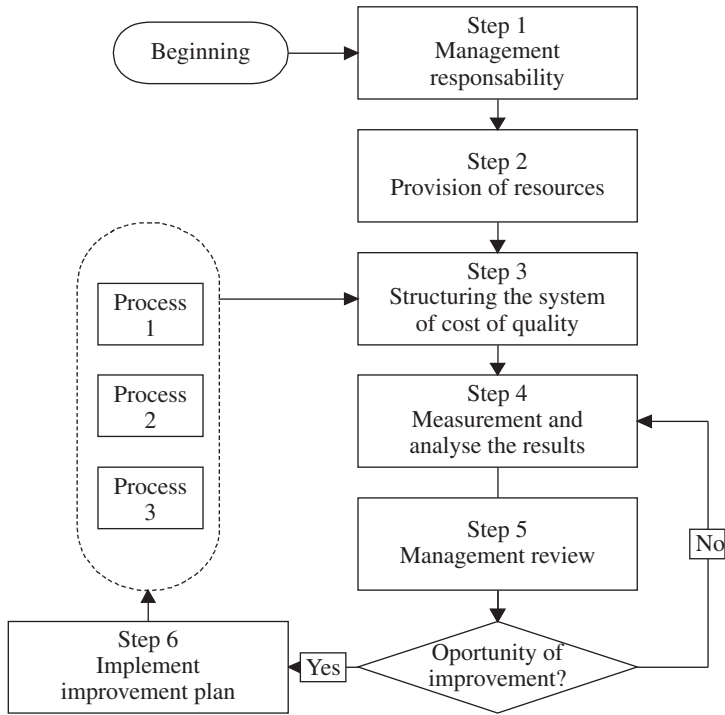 Beginning
Step 1
Management
responsability
Step 2
Provision of resources
Step 3
Structuring the system
of cost of quality
Process
1
Process
2
Process
3
Step 4
Measurement and
analyse the results
Step 5
Management review
No
Oportunity of
improvement?
Yes
Step 6
Implement
improvement plan